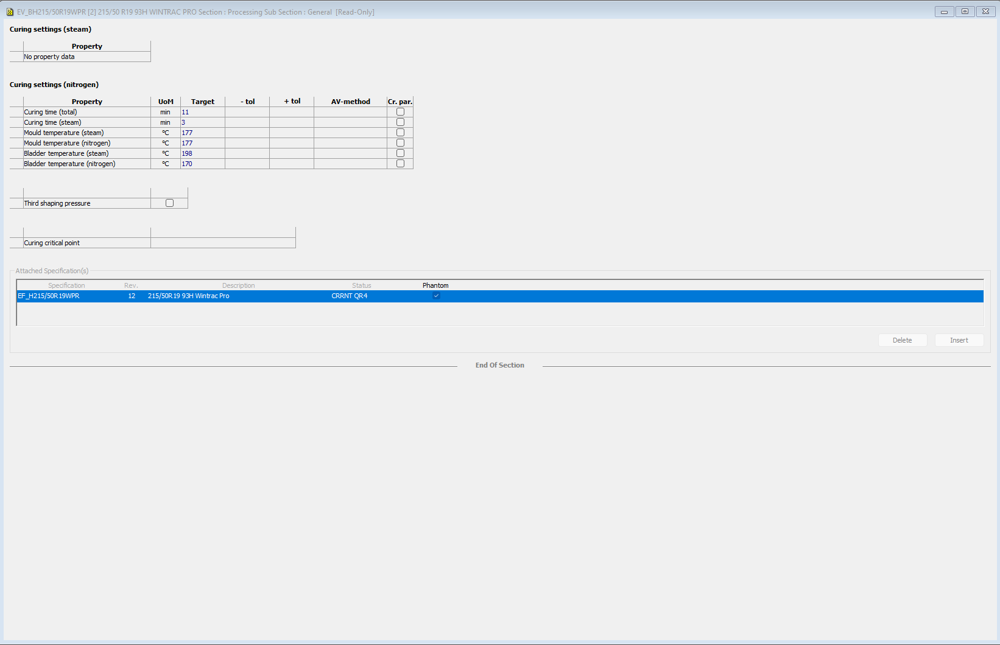 EV_BH215/50R19WPR [2] 215/50 R19 93H WINTRAC PRO Section : Processing Sub Section : General [Read-Only]
Curing settings (steam)
Property
No property data
Curing settings (nitrogen)
Property UoM Target - tol + tol AV-method Cr. par.
Curing time (total) min 11
Curing time (steam) min 3
Mould temperature (steam) °C 177
Mould temperature (nitrogen) °C 177
Bladder temperature (steam) °C 198
Bladder temperature (nitrogen) °C 170
Third shaping pressure
Curing critical point
Attached Specification(s)
Specification Rev. Description Status Phantom
EF_H215/50R19WPR 12 215/50R19 93H Wintrac Pro CRRNT QR4
Delete Insert
End Of Section